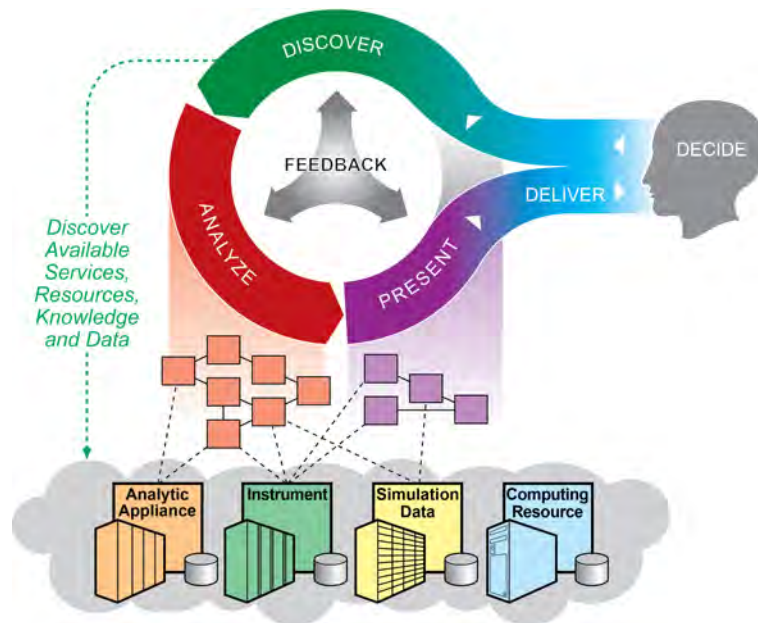 DISCOVER
FEEDBACK
DECIDE
DELIVER
ANALYZE
PRESENT
Discover
Available
Services,
Resources,
Knowledge
and Data
Analytic
Appliance
Instrument
Simulation
Data
Computing
Resource